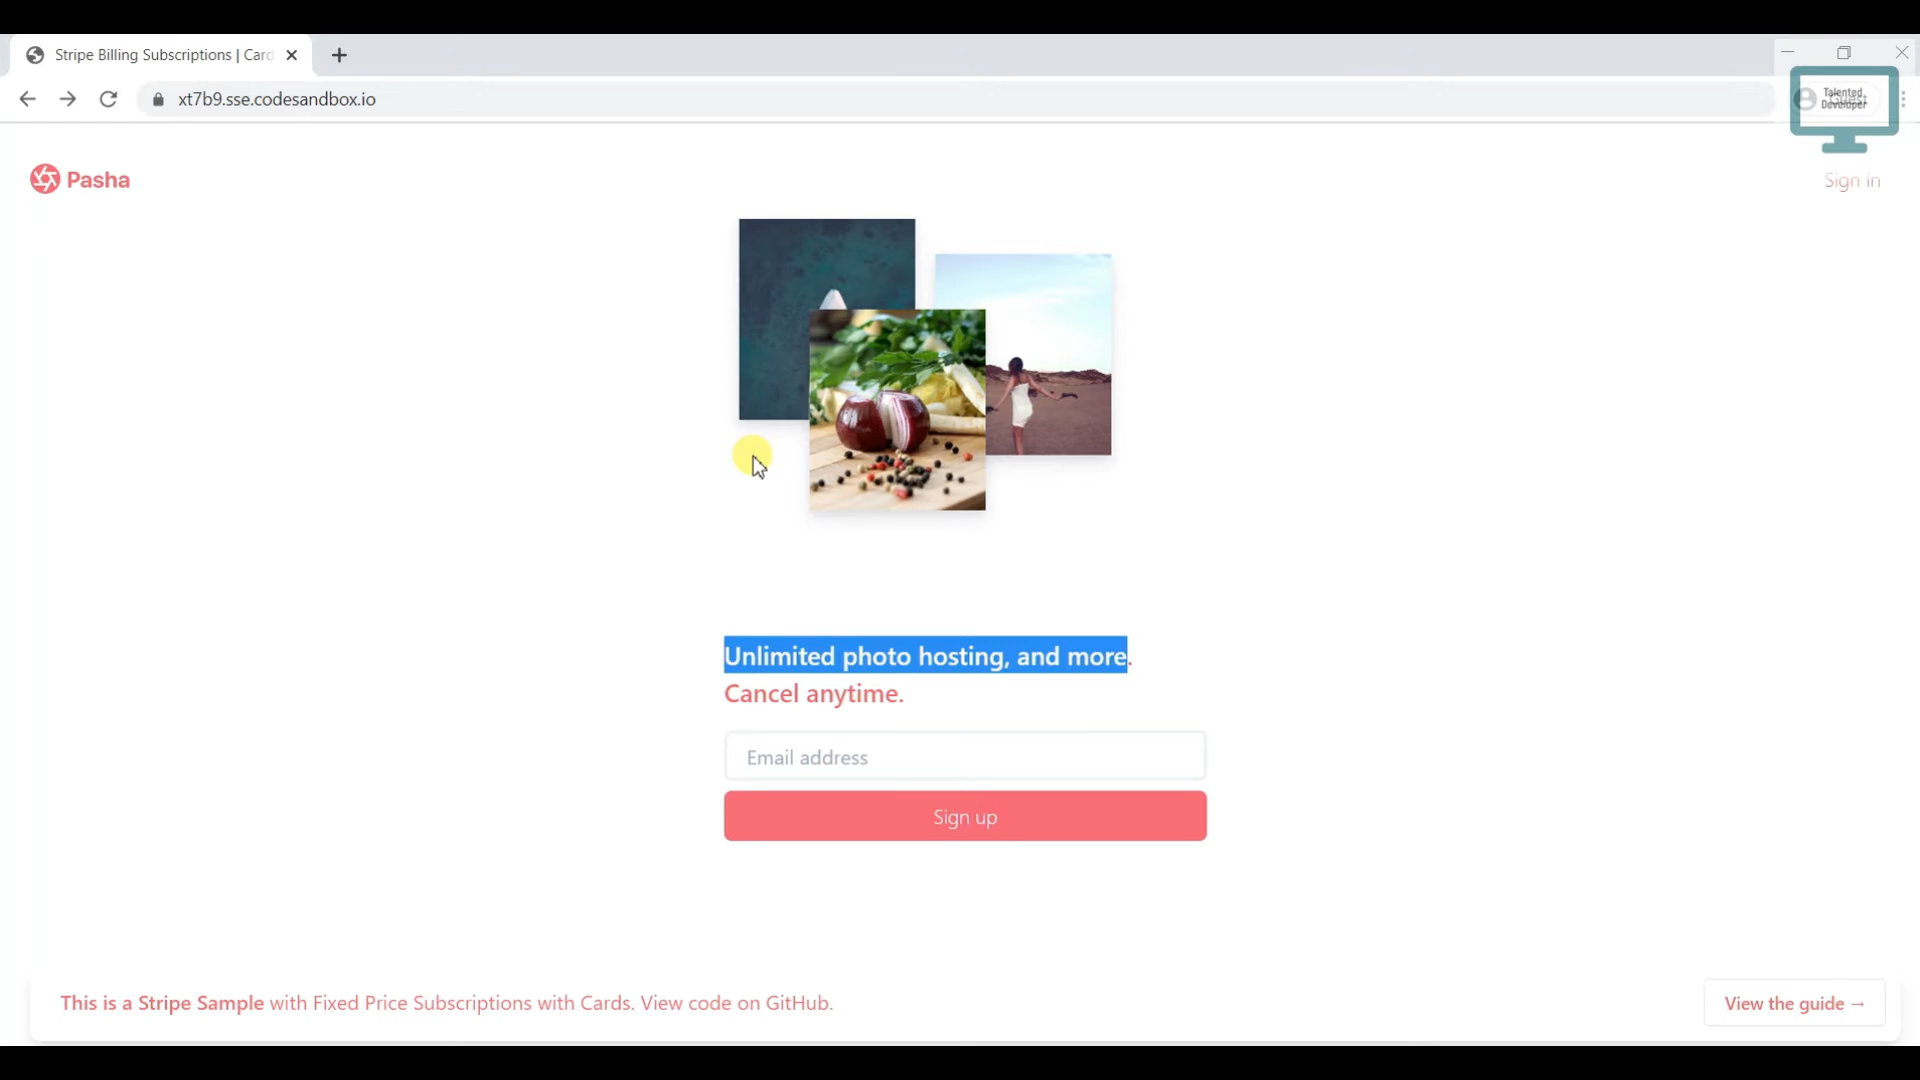 Stripe Billing Subscriptions | Card
xt7b9.sse.codesandbox.io
Talented
Developer
Pasha
Sign in
Unlimited photo hosting, and more.
Cancel anytime.
Email address
Sign up
This is a Stripe Sample with Fixed Price Subscriptions with Cards. View code on GitHub.
View the guide →